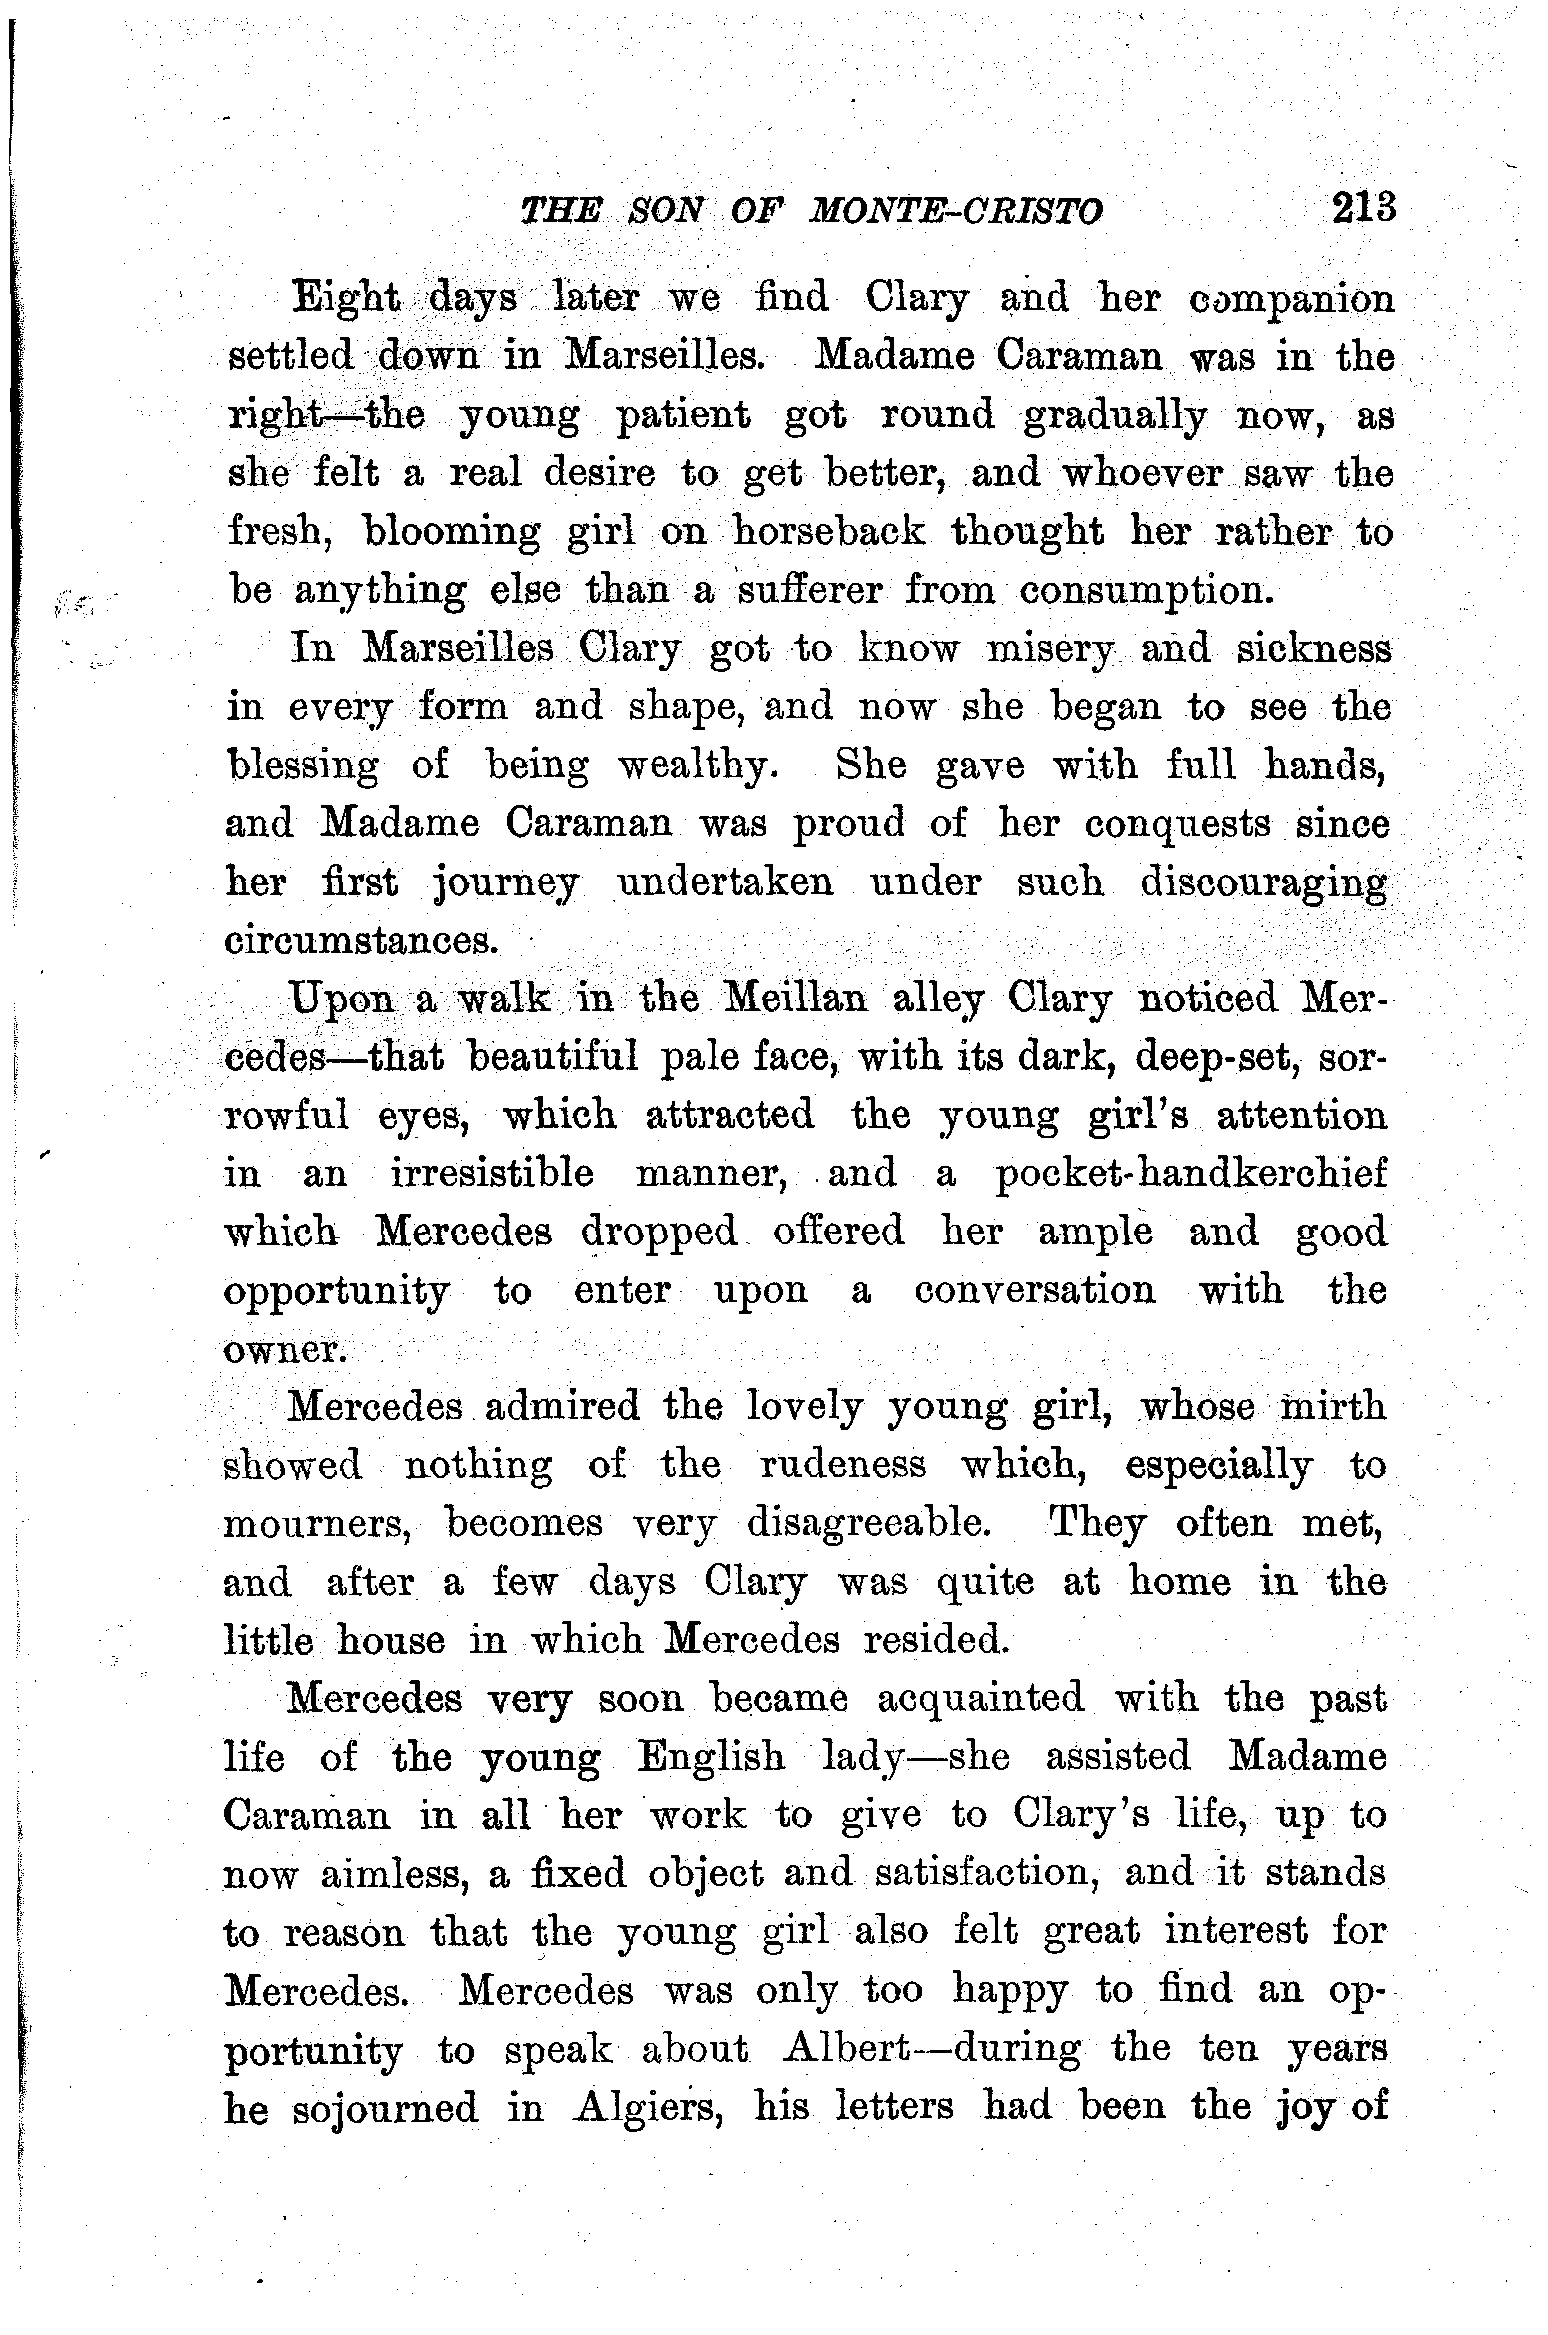 THE SON OF MONTE-CRISTO 213
Eight days later we find Clary and her companion
settled down in Marseilles. Madame Caraman was in the
right—the young patient got round gradually now, as
she felt a real desire to get better, and whoever saw the
fresh, blooming girl on horseback thought her rather to
be anything else than a sufferer from consumption.
In Marseilles Clary got to know misery and sickness
in every form and shape, and now she began to see the
blessing of being wealthy. She gave with full hands,
and Madame Caraman was proud of her conquests since
her first journey undertaken under such discouraging
circumstances.
Upon a walk in the Meillan alley Clary noticed Mer-
cedes—that beautiful pale face, with its dark, deep-set, sor-
rowful eyes, which attracted the young girl's attention
in an irresistible manner, and a pocket-handkerchief
which Mercedes dropped offered her ample and good
opportunity to enter upon a conversation with the
owner.
Mercedes admired the lovely young girl, whose mirth
showed nothing of the rudeness which, especially to
mourners, becomes very disagreeable. They often met,
and after a few days Clary was quite at home in the
little house in which Mercedes resided.
Mercedes very soon became acquainted with the past
life of the young English lady—she assisted Madame
Caraman in all her work to give to Clary's life, up to
now aimless, a fixed object and satisfaction, and it stands
to reason that the young girl also felt great interest for
Mercedes. Mercedes was only too happy to find an op-
portunity to speak about Albert—during the ten years
he sojourned in Algiers, his letters had been the joy of